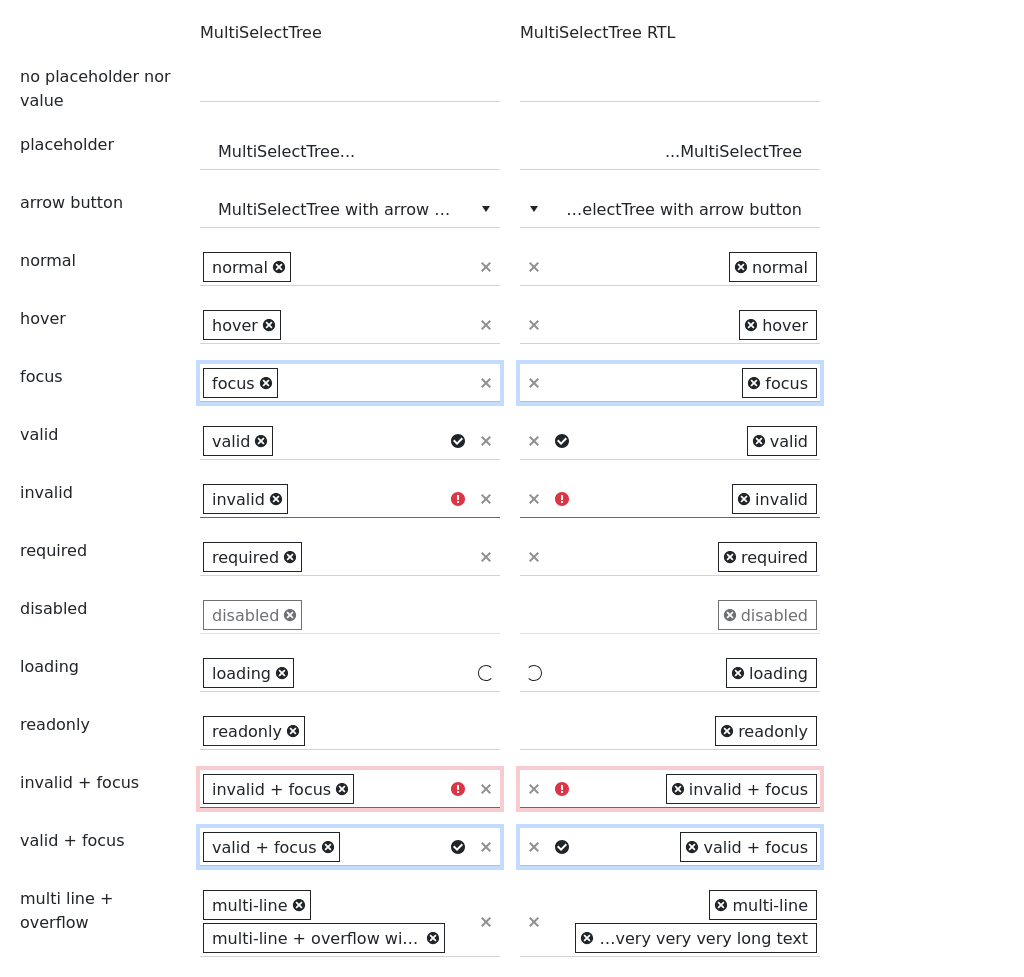 MultiSelectTree MultiSelectTree RTL
no placeholder nor
value
placeholder MultiSelectTree... ...MultiSelectTree
arrow button MultiSelectTree with arrow ... ...electTree with arrow button
normal normal normal
hover hover hover
focus focus focus
valid valid valid
invalid invalid invalid
required required required
disabled disabled disabled
loading loading loading
readonly readonly readonly
invalid + focus invalid + focus invalid + focus
valid + focus valid + focus valid + focus
multi line + multi-line multi-line
overflow multi-line + overflow wi... ...very very very long text